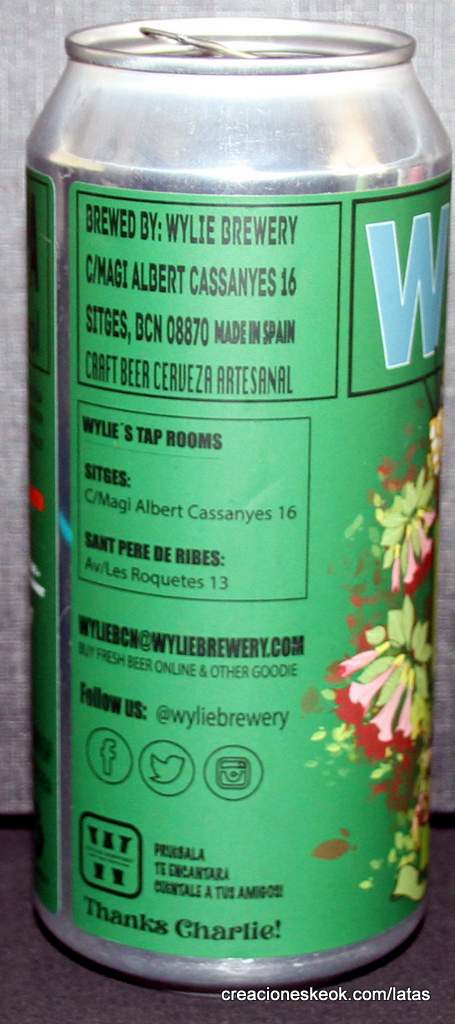 BREWED BY: WYLIE BREWERY
C/MAGI ALBERT CASSANYES 16
SITGES, BCN 08870 MADE IN SPAIN
CRAFT BEER CERVEZA ARTESANAL
W
WYLIE´S TAP ROOMS
SITGES:
C/Magi Albert Cassanyes 16
SANT PERE DE RIBES:
Av/Les Roquetes 13
WYLIEBCN@WYLIEBREWERY.COM
BUY FRESH BEER ONLINE & OTHER GOODIE
Follow us: @wyliebrewery
PRUEBALA
TE ENCANTARA
CUENTALE A TUS AMIGOS!
Thanks Charlie!
creacioneskeok.com/latas